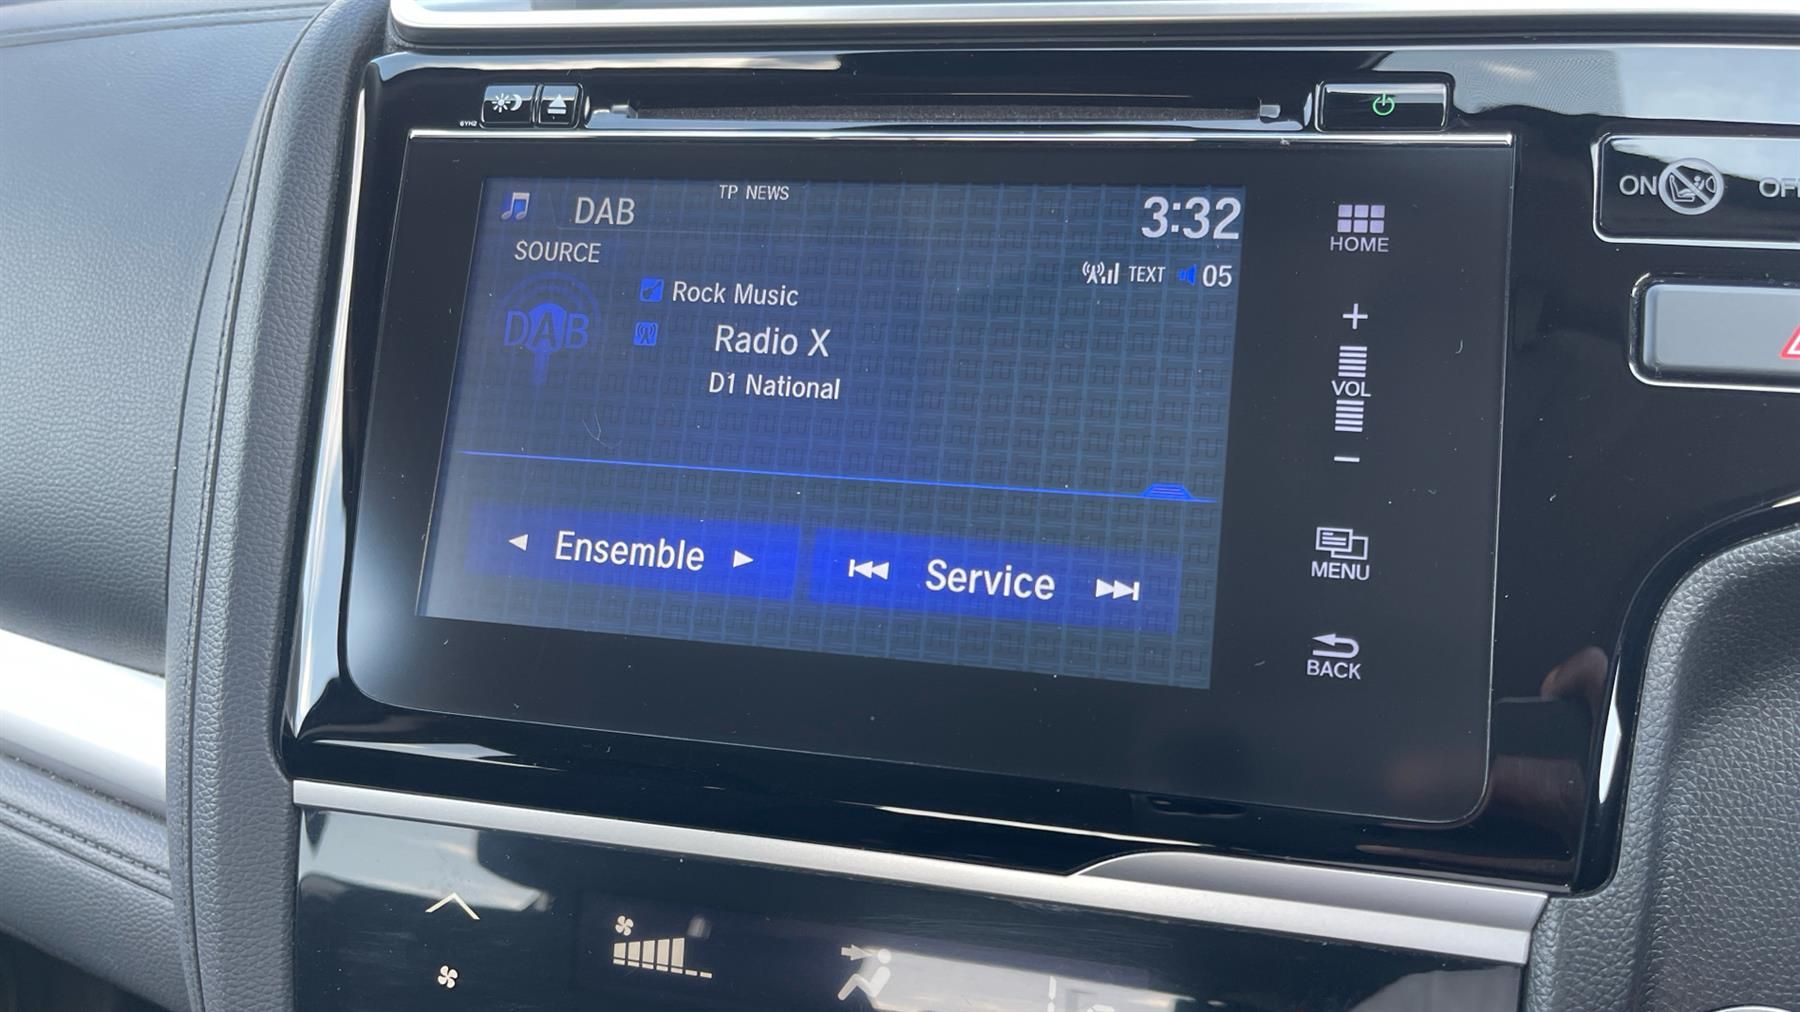 TP NEWS
DAB
3:32
SOURCE
TEXT 05
DAB
Rock Music
Radio X
D1 National
Ensemble
Service
HOME
+
VOL
−
MENU
BACK
ON